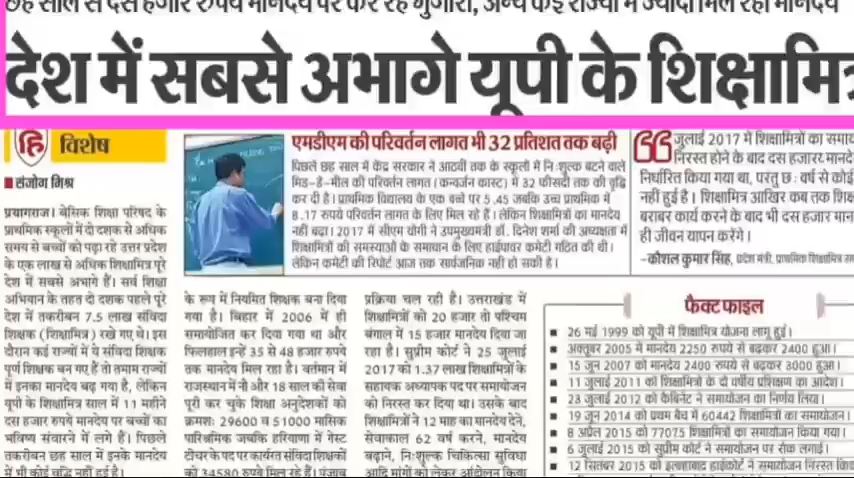 छह साल से दस हजार रुपये मानदेय पर कर रहे गुजारा, अन्य कई राज्यों में ज्यादा मिल रहा मानदेय
देश में सबसे अभागे यूपी के शिक्षामित्र
हि विशेष
■ संजोग मिश्र
प्रयागराज। बेसिक शिक्षा परिषद के
प्राथमिक स्कूलों में दो दशक से अधिक
समय से बच्चों को पढ़ा रहे उत्तर प्रदेश
के एक लाख से अधिक शिक्षामित्र पूरे
देश में सबसे अभागे हैं। सर्व शिक्षा
अभियान के तहत दो दशक पहले पूरे
देश में तकरीबन 7.5 लाख संविदा
शिक्षक (शिक्षामित्र) रखे गए थे। इस
दौरान कई राज्यों में ये संविदा शिक्षक
पूर्ण शिक्षक बन गए हैं तो तमाम राज्यों
में इनका मानदेय बढ़ गया है, लेकिन
यूपी के शिक्षामित्र साल में 11 महीने
दस हजार रुपये मानदेय पर बच्चों का
भविष्य संवारने में लगे हैं। पिछले
तकरीबन छह साल में इनके मानदेय
में भी कोई वृद्धि नहीं हुई है।
एमडीएम की परिवर्तन लागत भी 32 प्रतिशत तक बढ़ी
पिछले छह साल में केंद्र सरकार ने आठवीं तक के स्कूलों में निःशुल्क बटने वाले
मिड-डे-मील की परिवर्तन लागत (कन्वर्जन कास्ट) में 32 फीसदी तक की वृद्धि
कर दी है। प्राथमिक विद्यालय के एक बच्चे पर 5.45 जबकि उच्च प्राथमिक में
8.17 रुपये परिवर्तन लागत के लिए मिल रहे हैं। लेकिन शिक्षामित्रों का मानदेय
नहीं बढ़ा। 2017 में सीएम योगी ने उपमुख्यमंत्री डॉ. दिनेश शर्मा की अध्यक्षता में
शिक्षामित्रों की समस्याओं के समाधान के लिए हाईपावर कमेटी गठित की थी।
लेकिन कमेटी की रिपोर्ट आज तक सार्वजनिक नहीं हो सकी है।
जुलाई 2017 में शिक्षामित्रों का समा
निरस्त होने के बाद दस हजार मानदे
निर्धारित किया गया था, परंतु छः वर्ष से कोई
नहीं हुई है। शिक्षामित्र आखिर कब तक शिक्ष
बराबर कार्य करने के बाद भी दस हजार मान
ही जीवन यापन करेंगे।
-कौशल कुमार सिंह, प्रदेश मंत्री, प्राथमिक शिक्षामित्र
के रूप में नियमित शिक्षक बना दिया
गया है। बिहार में 2006 में ही
समायोजित कर दिया गया था और
फिलहाल इन्हें 35 से 48 हजार रुपये
तक मानदेय मिल रहा है। वर्तमान में
राजस्थान में नौ और 18 साल की सेवा
पूरी कर चुके शिक्षा अनुदेशकों को
क्रमशः 29600 व 51000 मासिक
पारिश्रमिक जबकि हरियाणा में गेस्ट
टीचर के पद पर कार्यरत संविदा शिक्षकों
को 34580 रुपये मिल रहे हैं। पंजाब
प्रक्रिया चल रही है। उत्तराखंड में
शिक्षामित्रों को 20 हजार तो पश्चिम
बंगाल में 15 हजार मानदेय दिया जा
रहा है। सुप्रीम कोर्ट ने 25 जुलाई
2017 को 1.37 लाख शिक्षामित्रों के
सहायक अध्यापक पद पर समायोजन
को निरस्त कर दिया था। उसके बाद
शिक्षामित्रों ने 12 माह का मानदेय देने,
सेवाकाल 62 वर्ष करने, मानदेय
बढ़ाने, निःशुल्क चिकित्सा सुविधा
आदि मांगों को लेकर आंदोलन किया
फैक्ट फाइल
■ 26 मई 1999 को यूपी में शिक्षामित्र योजना लागू हुई।
■ अक्तूबर 2005 में मानदेय 2250 रुपये से बढ़कर 2400 हुआ।
■ 15 जून 2007 को मानदेय 2400 रुपये से बढ़कर 3000 हुआ।
■ 11 जुलाई 2011 को शिक्षामित्रों के दो वर्षीय प्रशिक्षण का आदेश।
■ 23 जुलाई 2012 को कैबिनेट ने समायोजन का निर्णय लिया।
■ 19 जून 2014 को प्रथम बैच में 60442 शिक्षामित्रों का समायोजन।
■ 8 अप्रैल 2015 को 77075 शिक्षामित्रों का समायोजन किया गया।
■ 6 जुलाई 2015 को सुप्रीम कोर्ट ने समायोजन पर रोक लगाई।
■ 12 सितंबर 2015 को इलाहाबाद हाईकोर्ट ने समायोजन निरस्त किया